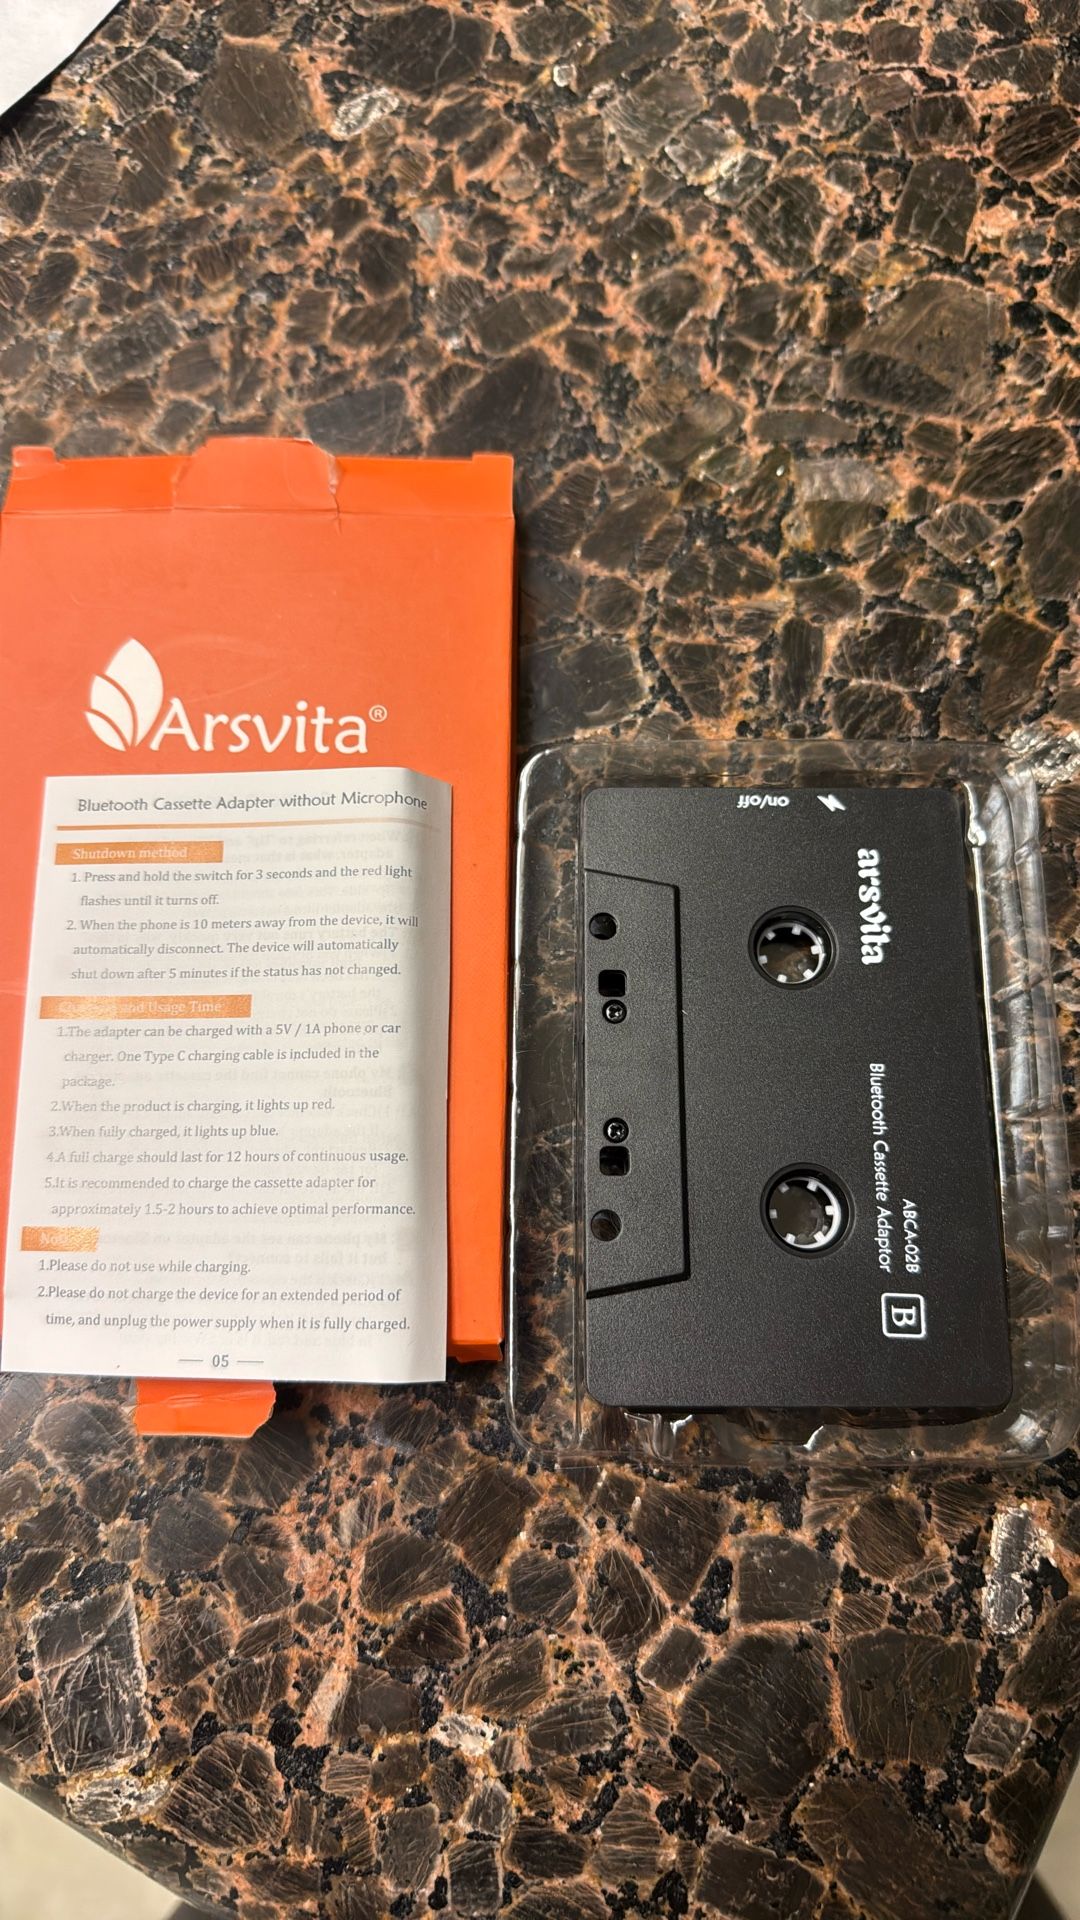 Arsvita®
Bluetooth Cassette Adapter without Microphone
Shutdown method
1. Press and hold the switch for 3 seconds and the red light
flashes until it turns off.
2. When the phone is 10 meters away from the device, it will
automatically disconnect. The device will automatically
shut down after 5 minutes if the status has not changed.
and Usage Time
1.The adapter can be charged with a 5V / 1A phone or car
charger. One Type C charging cable is included in the
package.
2.When the product is charging, it lights up red.
3.When fully charged, it lights up blue.
4.A full charge should last for 12 hours of continuous usage.
5.It is recommended to charge the cassette adapter for
approximately 1.5-2 hours to achieve optimal performance.
1.Please do not use while charging.
2.Please do not charge the device for an extended period of
time, and unplug the power supply when it is fully charged.
05
on/off
arsvita
Bluetooth Cassette Adaptor
ABCA-02B
B